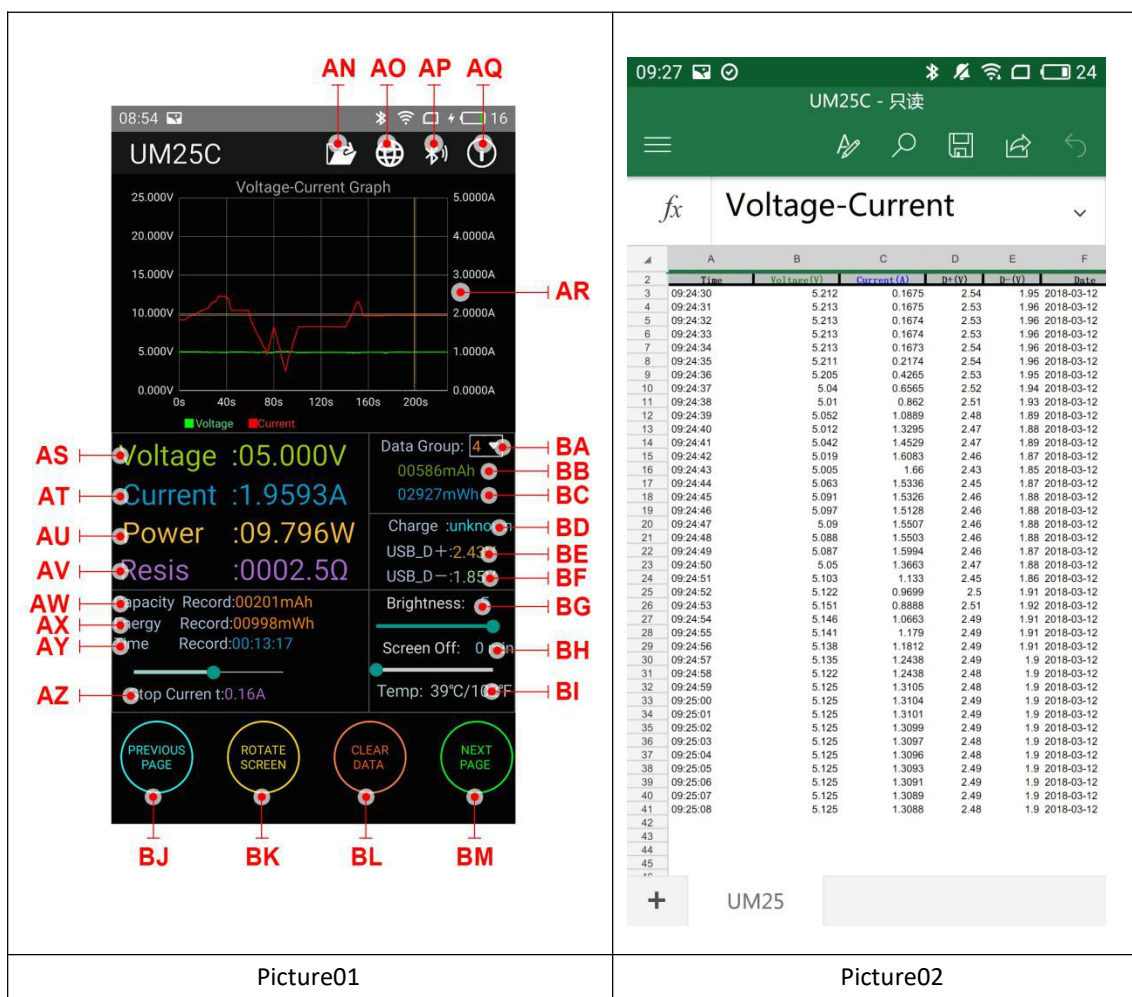 AN AO AP AQ
08:54 16
UM25C
Voltage-Current Graph
25.000V 5.0000A
20.000V 4.0000A
15.000V 3.0000A
AR
10.000V 2.0000A
5.000V 1.0000A
0.000V 0.0000A
0s 40s 80s 120s 160s 200s
Voltage Current
AS Voltage :05.000V
AT Current :1.9593A
AU Power :09.796W
AV Resis :0002.5Ω
AW Capacity Record:00201mAh
AX Energy Record:00998mWh
AY Time Record:00:13:17
AZ Stop Curren t:0.16A
Data Group: 4 BA
00586mAh BB
02927mWh BC
Charge :unknown BD
USB_D+:2.43V BE
USB_D−:1.85V BF
Brightness: BG
Screen Off: 0 min BH
Temp: 39℃/10 ℉ BI
PREVIOUS PAGE
ROTATE SCREEN
CLEAR DATA
NEXT PAGE
BJ BK BL BM
Picture01
09:27 24
UM25C - 只读
fx Voltage-Current
A B C D E F
2 Time Voltage(V) Current(A) D+(V) D-(V) Date
3 09:24:30 5.212 0.1675 2.54 1.95 2018-03-12
4 09:24:31 5.213 0.1675 2.53 1.96 2018-03-12
5 09:24:32 5.213 0.1674 2.53 1.96 2018-03-12
6 09:24:33 5.213 0.1674 2.53 1.96 2018-03-12
7 09:24:34 5.213 0.1673 2.54 1.96 2018-03-12
8 09:24:35 5.211 0.2174 2.54 1.96 2018-03-12
9 09:24:36 5.205 0.4265 2.53 1.95 2018-03-12
10 09:24:37 5.04 0.6565 2.52 1.94 2018-03-12
11 09:24:38 5.01 0.862 2.51 1.93 2018-03-12
12 09:24:39 5.052 1.0889 2.48 1.89 2018-03-12
13 09:24:40 5.012 1.3295 2.47 1.88 2018-03-12
14 09:24:41 5.042 1.4529 2.47 1.89 2018-03-12
15 09:24:42 5.019 1.6083 2.46 1.87 2018-03-12
16 09:24:43 5.005 1.66 2.43 1.85 2018-03-12
17 09:24:44 5.063 1.5336 2.45 1.87 2018-03-12
18 09:24:45 5.091 1.5326 2.46 1.88 2018-03-12
19 09:24:46 5.097 1.5128 2.46 1.88 2018-03-12
20 09:24:47 5.09 1.5507 2.46 1.88 2018-03-12
21 09:24:48 5.088 1.5503 2.46 1.88 2018-03-12
22 09:24:49 5.087 1.5994 2.46 1.87 2018-03-12
23 09:24:50 5.05 1.3663 2.47 1.88 2018-03-12
24 09:24:51 5.103 1.133 2.45 1.86 2018-03-12
25 09:24:52 5.122 0.9699 2.5 1.91 2018-03-12
26 09:24:53 5.151 0.8888 2.51 1.92 2018-03-12
27 09:24:54 5.146 1.0663 2.49 1.91 2018-03-12
28 09:24:55 5.141 1.179 2.49 1.91 2018-03-12
29 09:24:56 5.138 1.1812 2.49 1.91 2018-03-12
30 09:24:57 5.135 1.2438 2.49 1.9 2018-03-12
31 09:24:58 5.122 1.2438 2.48 1.9 2018-03-12
32 09:24:59 5.125 1.3105 2.48 1.9 2018-03-12
33 09:25:00 5.125 1.3104 2.49 1.9 2018-03-12
34 09:25:01 5.125 1.3101 2.49 1.9 2018-03-12
35 09:25:02 5.125 1.3099 2.49 1.9 2018-03-12
36 09:25:03 5.125 1.3097 2.48 1.9 2018-03-12
37 09:25:04 5.125 1.3096 2.48 1.9 2018-03-12
38 09:25:05 5.125 1.3093 2.49 1.9 2018-03-12
39 09:25:06 5.125 1.3091 2.49 1.9 2018-03-12
40 09:25:07 5.125 1.3089 2.49 1.9 2018-03-12
41 09:25:08 5.125 1.3088 2.48 1.9 2018-03-12
42
43
44
45
+ UM25
Picture02